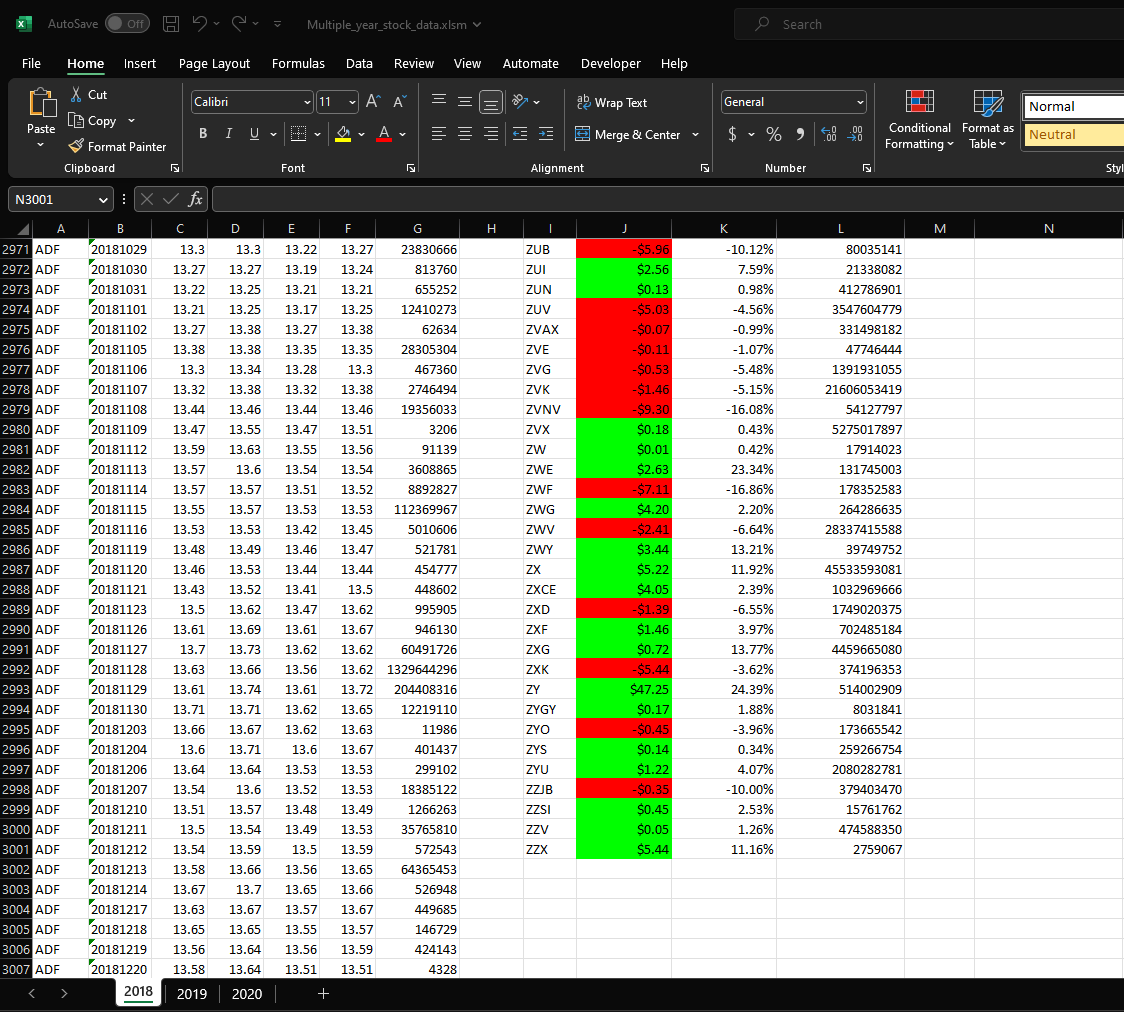 AutoSave Off Multiple_year_stock_data.xlsm Search
File Home Insert Page Layout Formulas Data Review View Automate Developer Help
Paste Cut Copy Format Painter Clipboard
Calibri 11 B I U A Font
Wrap Text Merge & Center Alignment
General $ % Number
Conditional Formatting Format as Table Normal Neutral Styl
N3001 fx
A B C D E F G H I J K L M N
2971 ADF 20181029 13.3 13.3 13.22 13.27 23830666 ZUB -$5.96 -10.12% 80035141
2972 ADF 20181030 13.27 13.27 13.19 13.24 813760 ZUI $2.56 7.59% 21338082
2973 ADF 20181031 13.22 13.25 13.21 13.21 655252 ZUN $0.13 0.98% 412786901
2974 ADF 20181101 13.21 13.25 13.17 13.25 12410273 ZUV -$5.03 -4.56% 3547604779
2975 ADF 20181102 13.27 13.38 13.27 13.38 62634 ZVAX -$0.07 -0.99% 331498182
2976 ADF 20181105 13.38 13.38 13.35 13.35 28305304 ZVE -$0.11 -1.07% 47746444
2977 ADF 20181106 13.3 13.34 13.28 13.3 467360 ZVG -$0.53 -5.48% 1391931055
2978 ADF 20181107 13.32 13.38 13.32 13.38 2746494 ZVK -$1.46 -5.15% 21606053419
2979 ADF 20181108 13.44 13.46 13.44 13.46 19356033 ZVNV -$9.30 -16.08% 54127797
2980 ADF 20181109 13.47 13.55 13.47 13.51 3206 ZVX $0.18 0.43% 5275017897
2981 ADF 20181112 13.59 13.63 13.55 13.56 91139 ZW $0.01 0.42% 17914023
2982 ADF 20181113 13.57 13.6 13.54 13.54 3608865 ZWE $2.63 23.34% 131745003
2983 ADF 20181114 13.57 13.57 13.51 13.52 8892827 ZWF -$7.11 -16.86% 178352583
2984 ADF 20181115 13.55 13.57 13.53 13.53 112369967 ZWG $4.20 2.20% 264286635
2985 ADF 20181116 13.53 13.53 13.42 13.45 5010606 ZWV -$2.41 -6.64% 28337415588
2986 ADF 20181119 13.48 13.49 13.46 13.47 521781 ZWY $3.44 13.21% 39749752
2987 ADF 20181120 13.46 13.53 13.44 13.44 454777 ZX $5.22 11.92% 45533593081
2988 ADF 20181121 13.43 13.52 13.41 13.5 448602 ZXCE $4.05 2.39% 1032969666
2989 ADF 20181123 13.5 13.62 13.47 13.62 995905 ZXD -$1.39 -6.55% 1749020375
2990 ADF 20181126 13.61 13.69 13.61 13.67 946130 ZXF $1.46 3.97% 702485184
2991 ADF 20181127 13.7 13.73 13.62 13.62 60491726 ZXG $0.72 13.77% 4459665080
2992 ADF 20181128 13.63 13.66 13.56 13.62 1329644296 ZXK -$5.44 -3.62% 374196353
2993 ADF 20181129 13.61 13.74 13.61 13.72 204408316 ZY $47.25 24.39% 514002909
2994 ADF 20181130 13.71 13.71 13.62 13.65 12219110 ZYGY $0.17 1.88% 8031841
2995 ADF 20181203 13.66 13.67 13.62 13.63 11986 ZYO -$0.45 -3.96% 173665542
2996 ADF 20181204 13.6 13.71 13.6 13.67 401437 ZYS $0.14 0.34% 259266754
2997 ADF 20181206 13.64 13.64 13.53 13.53 299102 ZYU $1.22 4.07% 2080282781
2998 ADF 20181207 13.54 13.6 13.52 13.53 18385122 ZZJB -$0.35 -10.00% 379403470
2999 ADF 20181210 13.51 13.57 13.48 13.49 1266263 ZZSI $0.45 2.53% 15761762
3000 ADF 20181211 13.5 13.54 13.49 13.53 35765810 ZZV $0.05 1.26% 474588350
3001 ADF 20181212 13.54 13.59 13.5 13.59 572543 ZZX $5.44 11.16% 2759067
3002 ADF 20181213 13.58 13.66 13.56 13.65 64365453
3003 ADF 20181214 13.67 13.7 13.65 13.66 526948
3004 ADF 20181217 13.63 13.67 13.57 13.67 449685
3005 ADF 20181218 13.65 13.65 13.55 13.57 146729
3006 ADF 20181219 13.56 13.64 13.56 13.59 424143
3007 ADF 20181220 13.58 13.64 13.51 13.51 4328
2018 2019 2020